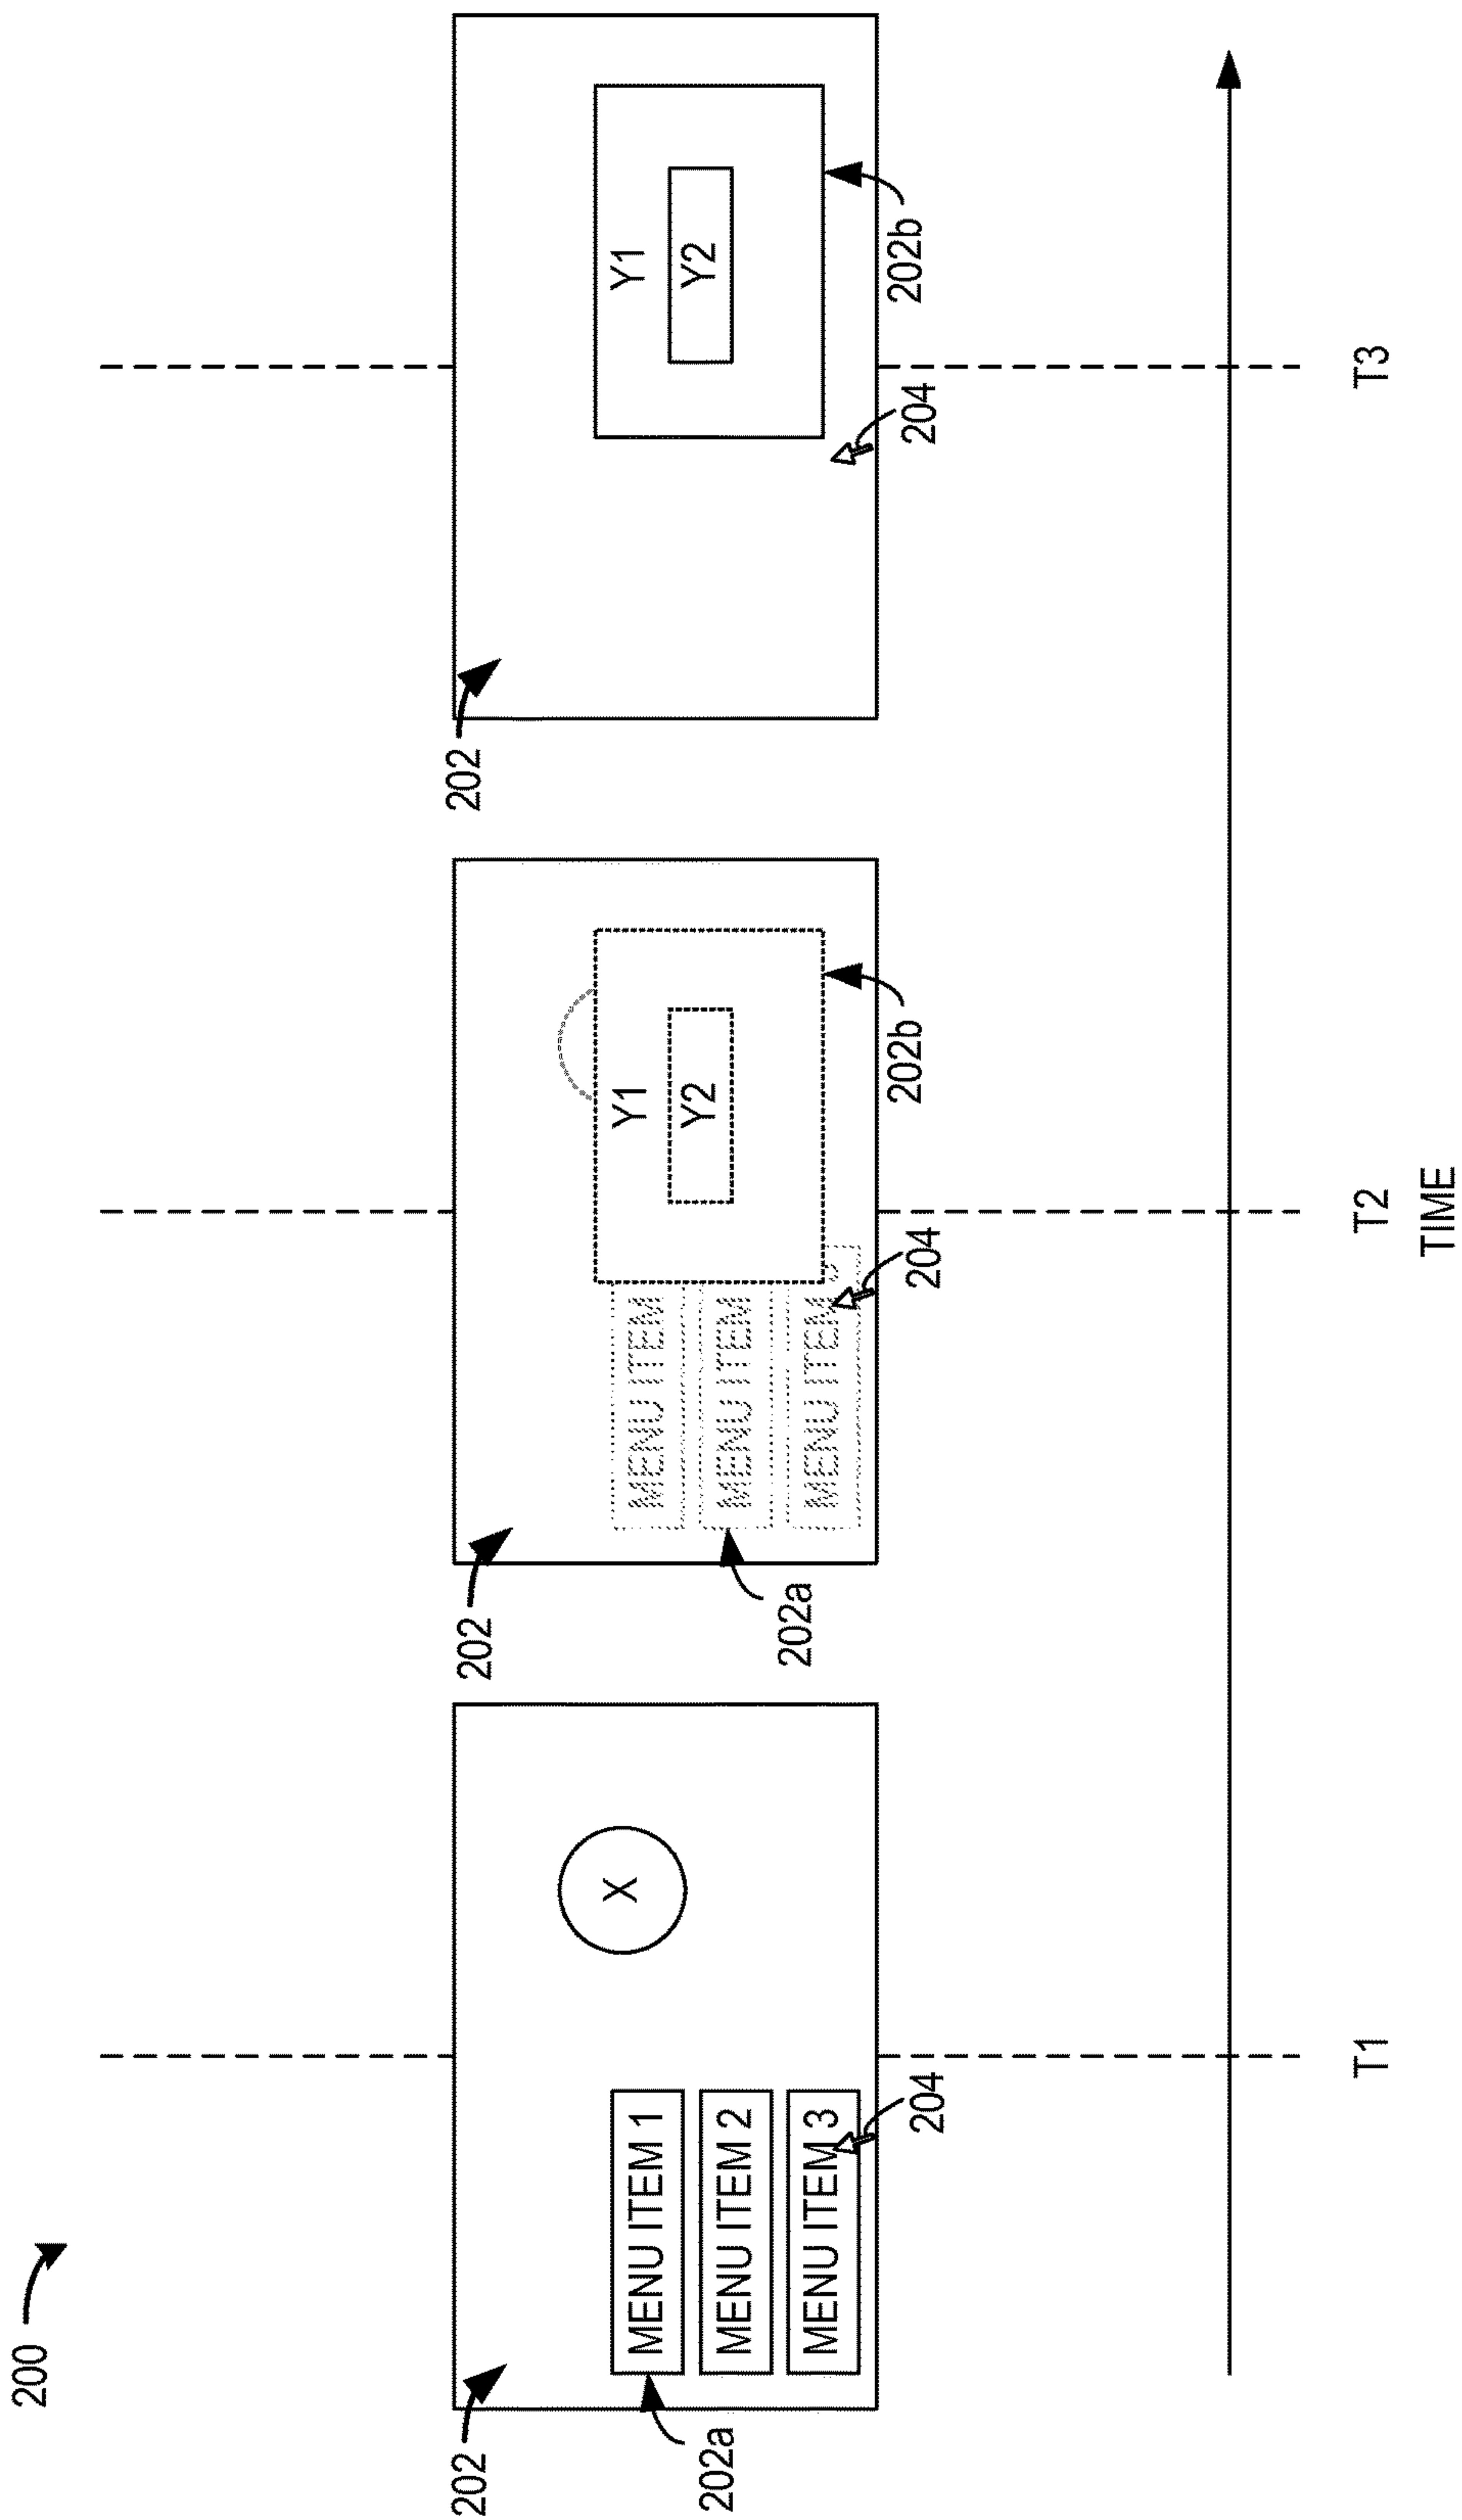 200
202
202
202
X
Y1
Y2
Y1
Y2
MENU ITEM 1
MENU ITEM 2
MENU ITEM 3
MENU ITEM
MENU ITEM
MENU ITEM
202a
202a
204
204
204
202b
202b
T1
T2
T3
TIME